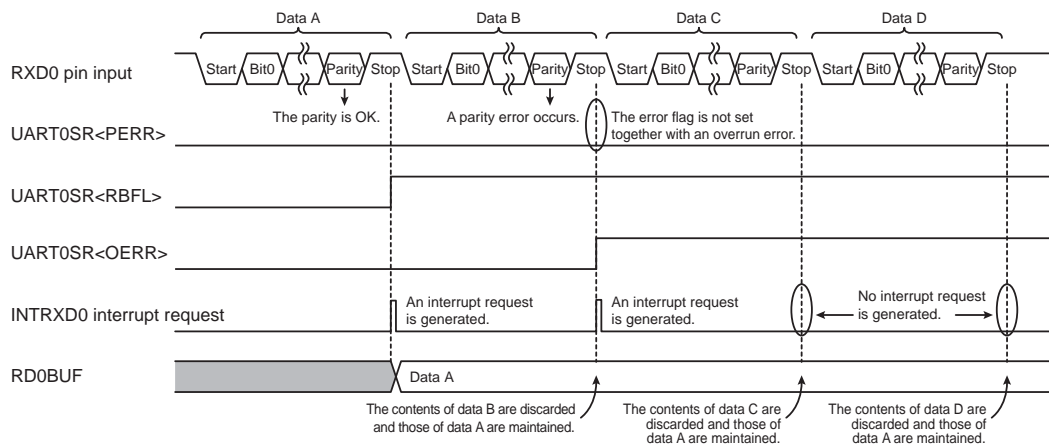 Data A Data B Data C Data D
RXD0 pin input
Start Bit0 Parity Stop Start Bit0 Parity Stop Start Bit0 Parity Stop Start Bit0 Parity Stop
The parity is OK.
A parity error occurs.
The error flag is not set
together with an overrun error.
UART0SR<PERR>
UART0SR<RBFL>
UART0SR<OERR>
INTRXD0 interrupt request
An interrupt request
is generated.
An interrupt request
is generated.
No interrupt request
is generated.
RD0BUF
Data A
The contents of data B are discarded
and those of data A are maintained.
The contents of data C are
discarded and those of
data A are maintained.
The contents of data D are
discarded and those of
data A are maintained.